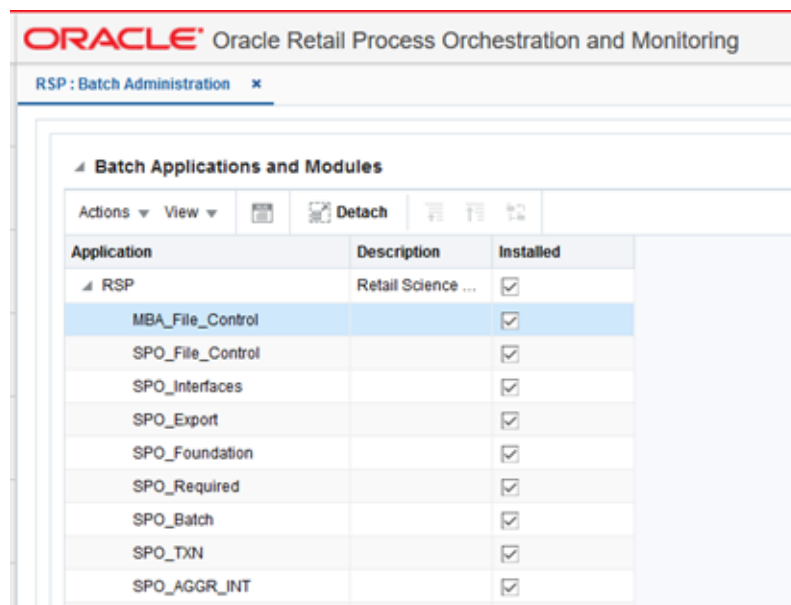 ORACLE® Oracle Retail Process Orchestration and Monitoring
RSP : Batch Administration ×
Batch Applications and Modules
Actions View Detach
Application Description Installed
RSP Retail Science ...
MBA_File_Control
SPO_File_Control
SPO_Interfaces
SPO_Export
SPO_Foundation
SPO_Required
SPO_Batch
SPO_TXN
SPO_AGGR_INT